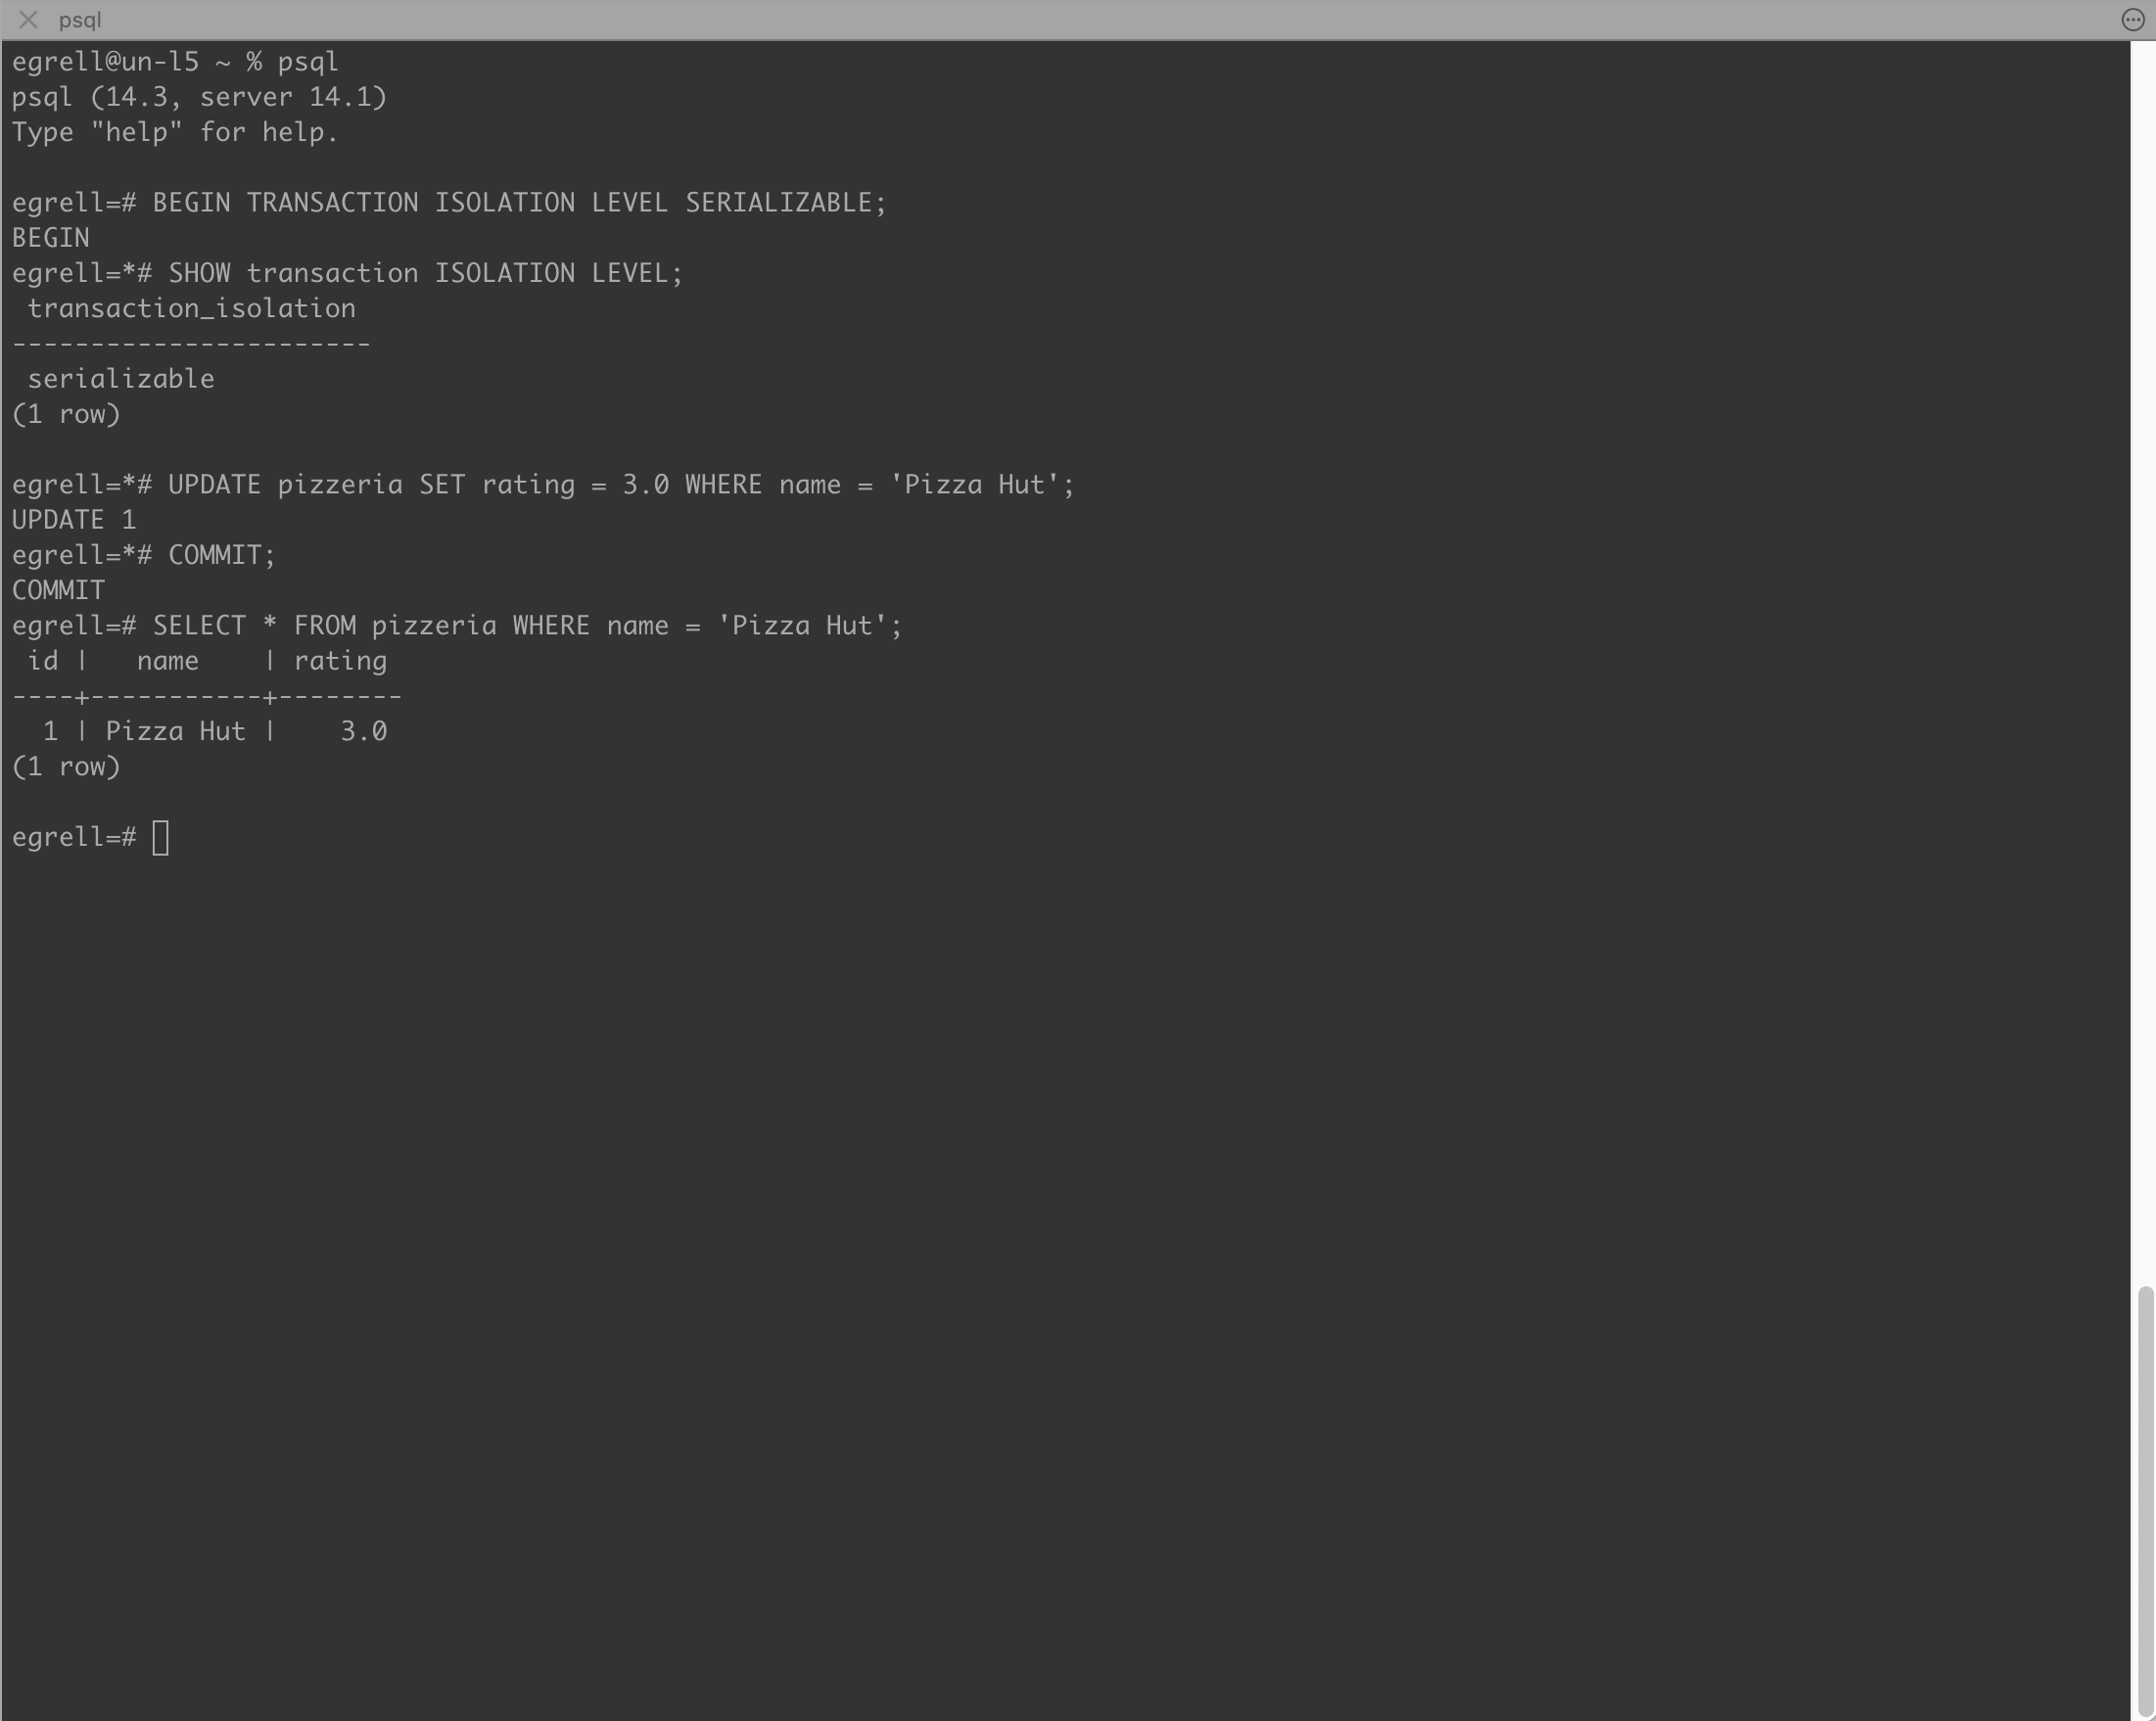 psql
egrell@un-l5 ~ % psql
psql (14.3, server 14.1)
Type "help" for help.
egrell=# BEGIN TRANSACTION ISOLATION LEVEL SERIALIZABLE;
BEGIN
egrell=*# SHOW transaction ISOLATION LEVEL;
 transaction_isolation
-----------------------
 serializable
(1 row)
egrell=*# UPDATE pizzeria SET rating = 3.0 WHERE name = 'Pizza Hut';
UPDATE 1
egrell=*# COMMIT;
COMMIT
egrell=# SELECT * FROM pizzeria WHERE name = 'Pizza Hut';
 id |   name    | rating
----+-----------+--------
  1 | Pizza Hut |    3.0
(1 row)
egrell=#